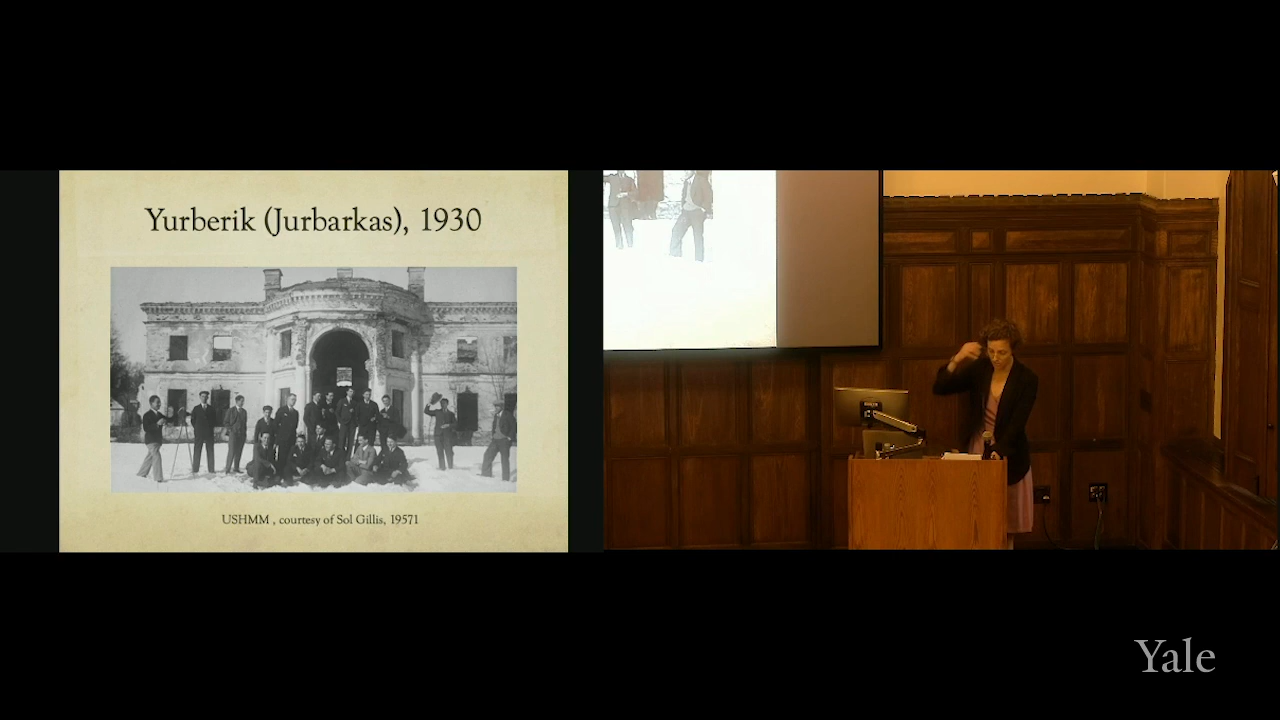 Yurberik (Jurbarkas), 1930
USHMM , courtesy of Sol Gillis, 19571
Yale